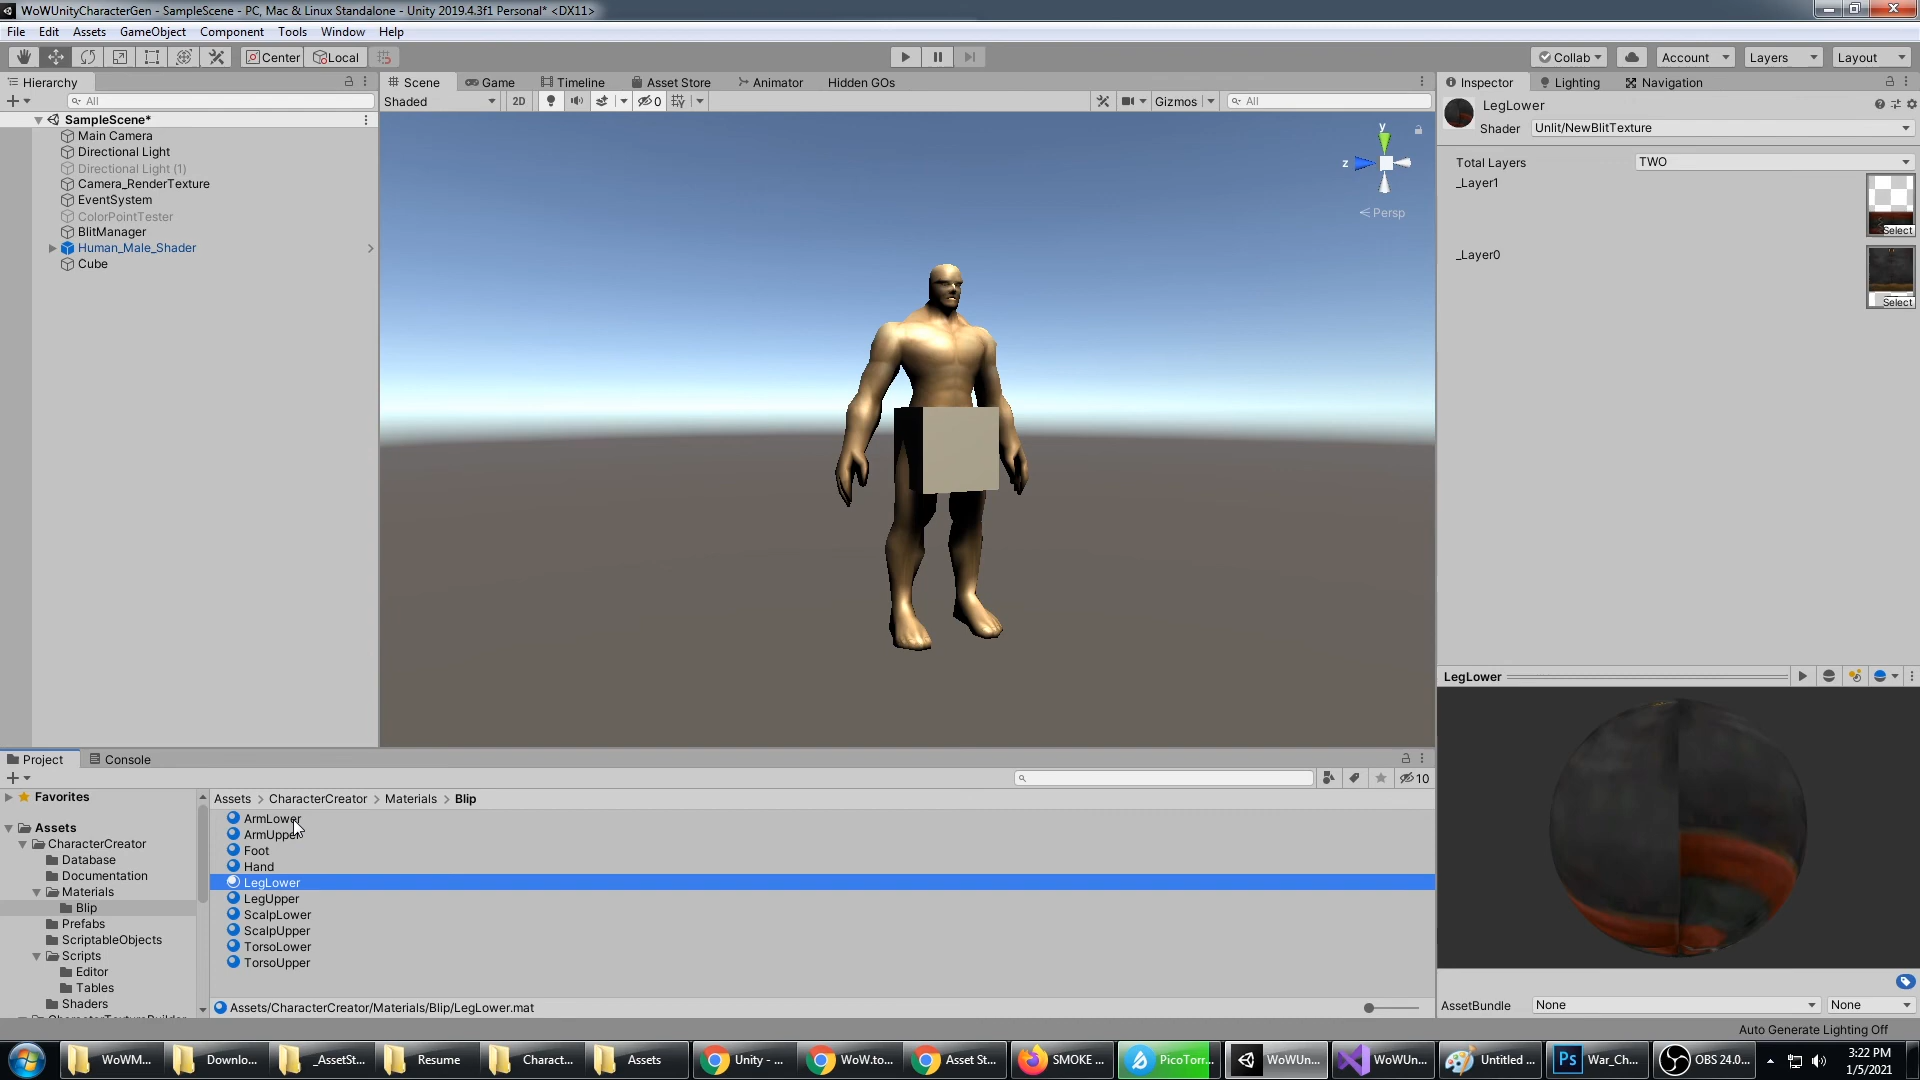 WoWUnityCharacterGen - SampleScene - PC, Mac & Linux Standalone - Unity 2019.4.3f1 Personal* <DX11>
File Edit Assets GameObject Component Tools Window Help
Center Local Collab Account Layers Layout
Hierarchy
All
SampleScene*
Main Camera
Directional Light
Directional Light (1)
Camera_RenderTexture
EventSystem
ColorPointTester
BlitManager
Human_Male_Shader
Cube
Scene Game Timeline Asset Store Animator Hidden GOs
Shaded 2D 0 Gizmos All
y
z
Persp
Inspector Lighting Navigation
LegLower
Shader Unlit/NewBlitTexture
Total Layers TWO
_Layer1
Select
_Layer0
Select
LegLower
AssetBundle None None
Project Console
10
Favorites
Assets
CharacterCreator
Database
Documentation
Materials
Blip
Prefabs
ScriptableObjects
Scripts
Editor
Tables
Shaders
Assets > CharacterCreator > Materials > Blip
ArmLower
ArmUpper
Foot
Hand
LegLower
LegUpper
ScalpLower
ScalpUpper
TorsoLower
TorsoUpper
Assets/CharacterCreator/Materials/Blip/LegLower.mat
Auto Generate Lighting Off
WoWM... Downlo... _AssetSt... Resume Charact... Assets Unity - ... WoW.to... Asset St... SMOKE ... PicoTorr... WoWUn... WoWUn... Untitled ... Ps War_Ch... OBS 24.0... 3:22 PM
1/5/2021